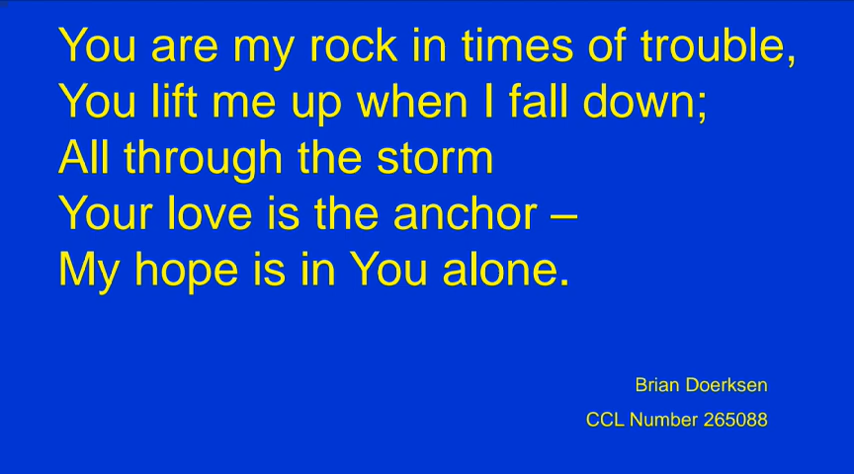 You are my rock in times of trouble,
You lift me up when I fall down;
All through the storm
Your love is the anchor –
My hope is in You alone.
Brian Doerksen
CCL Number 265088